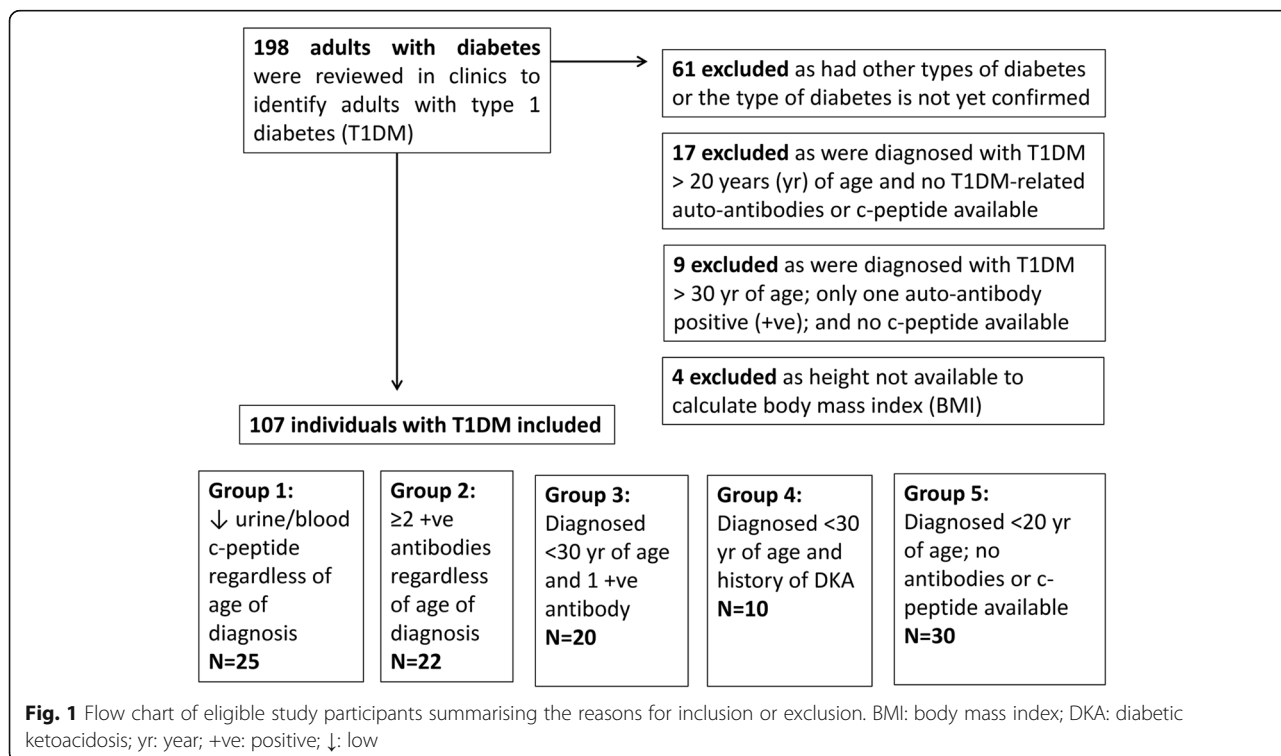 198 adults with diabetes
were reviewed in clinics to
identify adults with type 1
diabetes (T1DM)
61 excluded as had other types of diabetes
or the type of diabetes is not yet confirmed
17 excluded as were diagnosed with T1DM
> 20 years (yr) of age and no T1DM-related
auto-antibodies or c-peptide available
9 excluded as were diagnosed with T1DM
> 30 yr of age; only one auto-antibody
positive (+ve); and no c-peptide available
4 excluded as height not available to
calculate body mass index (BMI)
107 individuals with T1DM included
Group 1:
↓ urine/blood
c-peptide
regardless of
age of
diagnosis
N=25
Group 2:
≥2 +ve
antibodies
regardless
of age of
diagnosis
N=22
Group 3:
Diagnosed
<30 yr of age
and 1 +ve
antibody
N=20
Group 4:
Diagnosed <30
yr of age and
history of DKA
N=10
Group 5:
Diagnosed <20 yr
of age; no
antibodies or c-
peptide available
N=30
Fig. 1 Flow chart of eligible study participants summarising the reasons for inclusion or exclusion. BMI: body mass index; DKA: diabetic
ketoacidosis; yr: year; +ve: positive; ↓: low